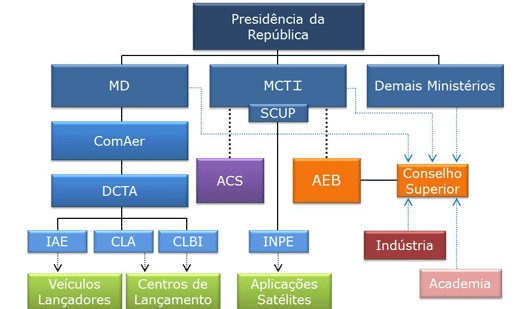 Presidência da
República
MD
MCTI
Demais Ministérios
SCUP
ComAer
DCTA
ACS
AEB
Conselho
Superior
IAE
CLA
CLBI
INPE
Indústria
Veículos
Lançadores
Centros de
Lançamento
Aplicações
Satélites
Academia